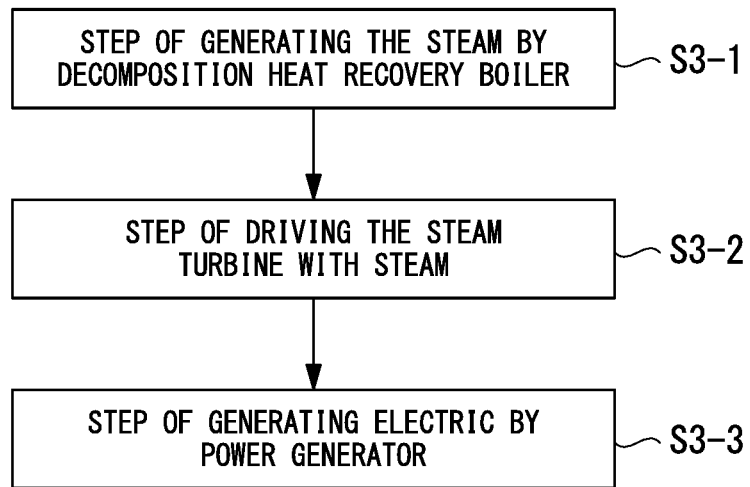 STEP OF GENERATING THE STEAM BY
DECOMPOSITION HEAT RECOVERY BOILER
S3-1
STEP OF DRIVING THE STEAM
TURBINE WITH STEAM
S3-2
STEP OF GENERATING ELECTRIC BY
POWER GENERATOR
S3-3